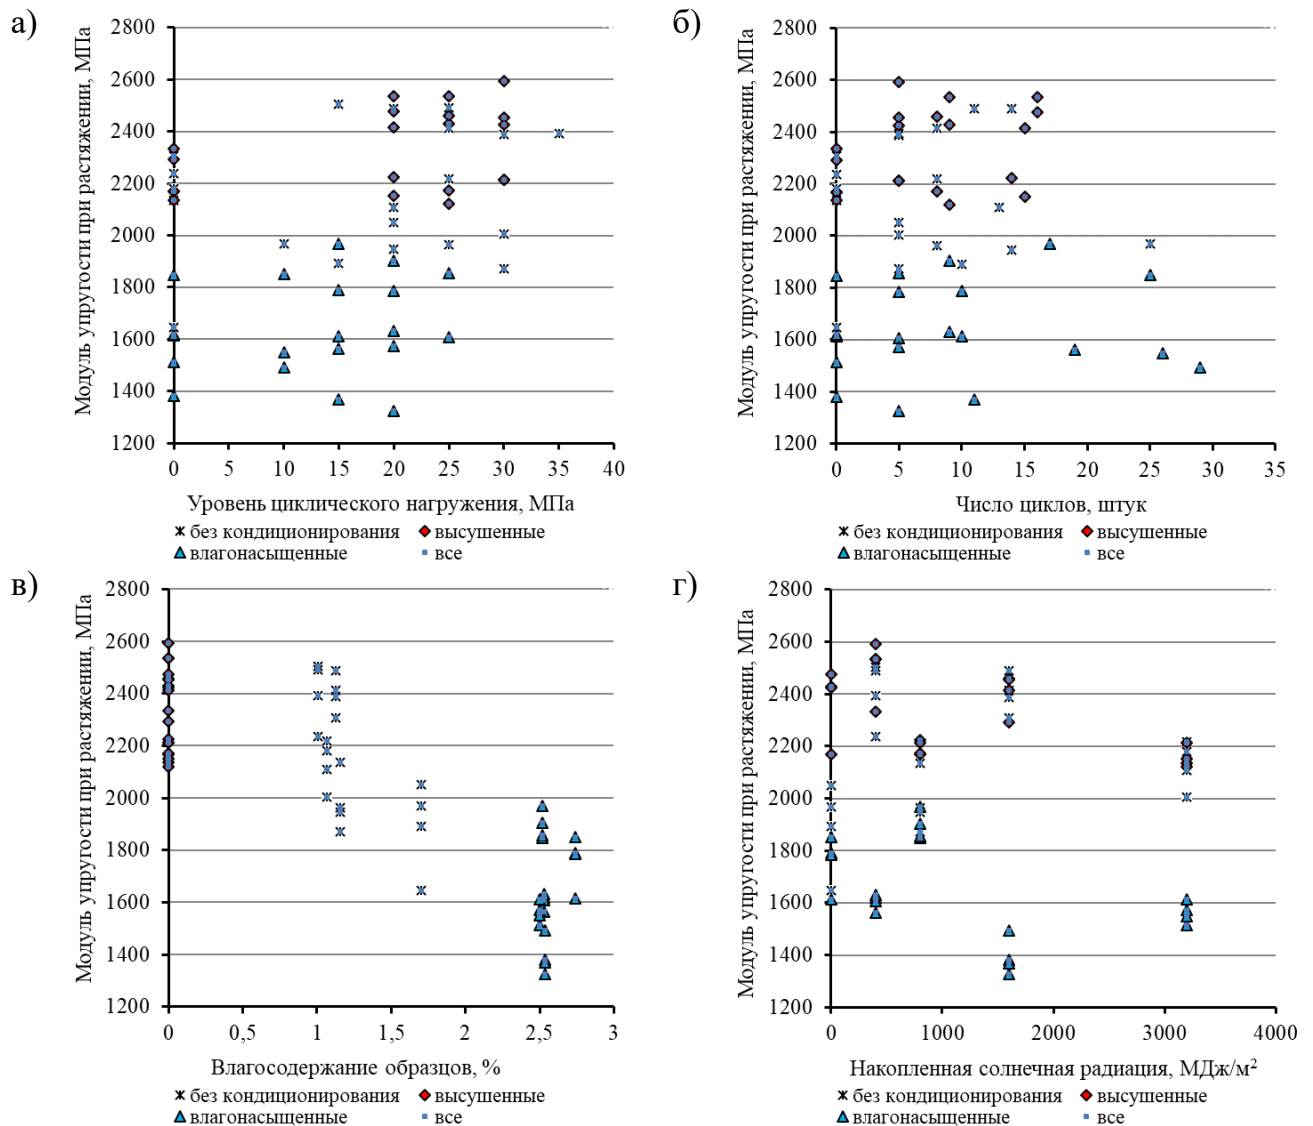 а)
Модуль упругости при растяжении, МПа
2800
2600
2400
2200
2000
1800
1600
1400
1200
0 5 10 15 20 25 30 35 40
Уровень циклического нагружения, МПа
без кондиционирования высушенные
влагонасыщенные все
б)
Модуль упругости при растяжении, МПа
2800
2600
2400
2200
2000
1800
1600
1400
1200
0 5 10 15 20 25 30 35
Число циклов, штук
без кондиционирования высушенные
влагонасыщенные все
в)
Модуль упругости при растяжении, МПа
2800
2600
2400
2200
2000
1800
1600
1400
1200
0 0,5 1 1,5 2 2,5 3
Влагосодержание образцов, %
без кондиционирования высушенные
влагонасыщенные все
г)
Модуль упругости при растяжении, МПа
2800
2600
2400
2200
2000
1800
1600
1400
1200
0 1000 2000 3000 4000
Накопленная солнечная радиация, МДж/м²
без кондиционирования высушенные
влагонасыщенные все